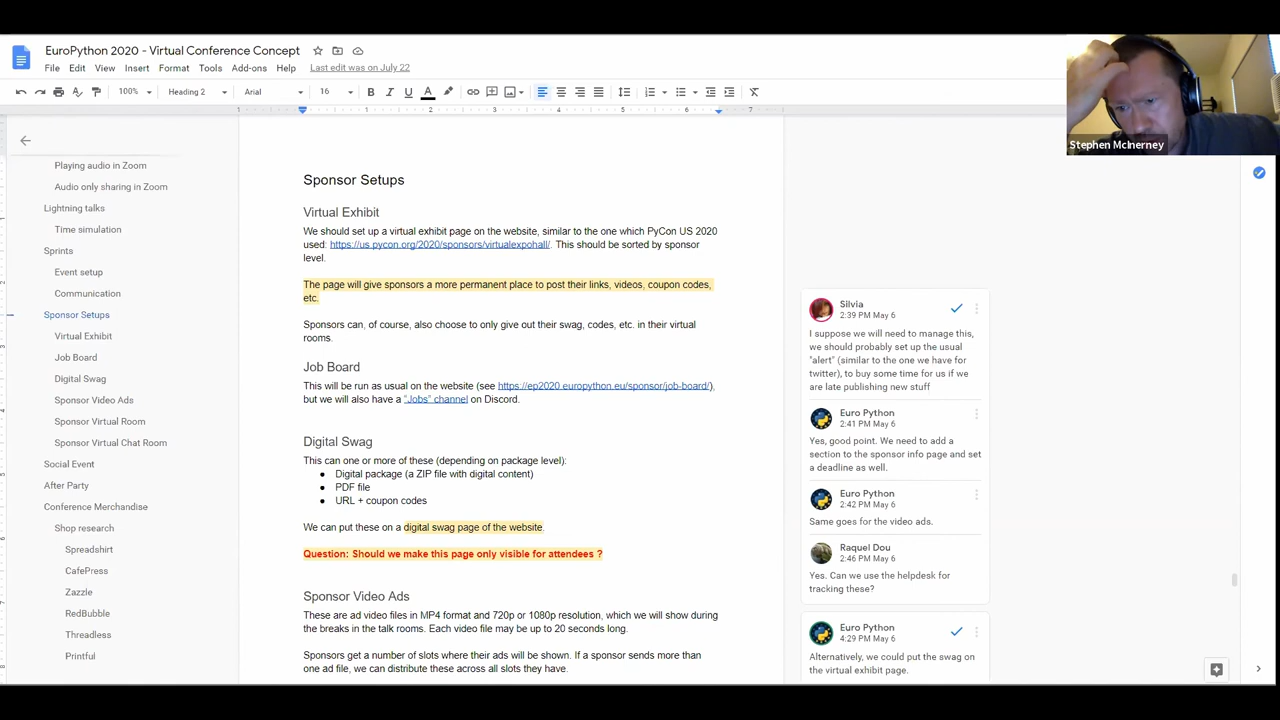 EuroPython 2020 - Virtual Conference Concept
File Edit View Insert Format Tools Add-ons Help Last edit was on July 22
100% Heading 2 Arial 16
1 1 2 3 4 5 6 7
Playing audio in Zoom
Audio only sharing in Zoom
Lightning talks
Time simulation
Sprints
Event setup
Communication
Sponsor Setups
Virtual Exhibit
Job Board
Digital Swag
Sponsor Video Ads
Sponsor Virtual Room
Sponsor Virtual Chat Room
Social Event
After Party
Conference Merchandise
Shop research
Spreadshirt
CafePress
Zazzle
RedBubble
Threadless
Printful
Sponsor Setups
Virtual Exhibit
We should set up a virtual exhibit page on the website, similar to the one which PyCon US 2020
used: https://us.pycon.org/2020/sponsors/virtualexpohall/. This should be sorted by sponsor
level.
The page will give sponsors a more permanent place to post their links, videos, coupon codes,
etc.
Sponsors can, of course, also choose to only give out their swag, codes, etc. in their virtual
rooms.
Job Board
This will be run as usual on the website (see https://ep2020.europython.eu/sponsor/job-board/),
but we will also have a "Jobs" channel on Discord.
Digital Swag
This can one or more of these (depending on package level):
● Digital package (a ZIP file with digital content)
● PDF file
● URL + coupon codes
We can put these on a digital swag page of the website.
Question: Should we make this page only visible for attendees ?
Sponsor Video Ads
These are ad video files in MP4 format and 720p or 1080p resolution, which we will show during
the breaks in the talk rooms. Each video file may be up to 20 seconds long.
Sponsors get a number of slots where their ads will be shown. If a sponsor sends more than
one ad file, we can distribute these across all slots they have.
Silvia
2:39 PM May 6
I suppose we will need to manage this,
we should probably set up the usual
"alert" (similar to the one we have for
twitter), to buy some time for us if we
are late publishing new stuff
Euro Python
2:41 PM May 6
Yes, good point. We need to add a
section to the sponsor info page and set
a deadline as well.
Euro Python
2:42 PM May 6
Same goes for the video ads.
Raquel Dou
2:46 PM May 6
Yes. Can we use the helpdesk for
tracking these?
Euro Python
4:29 PM May 6
Alternatively, we could put the swag on
the virtual exhibit page.
Stephen McInerney